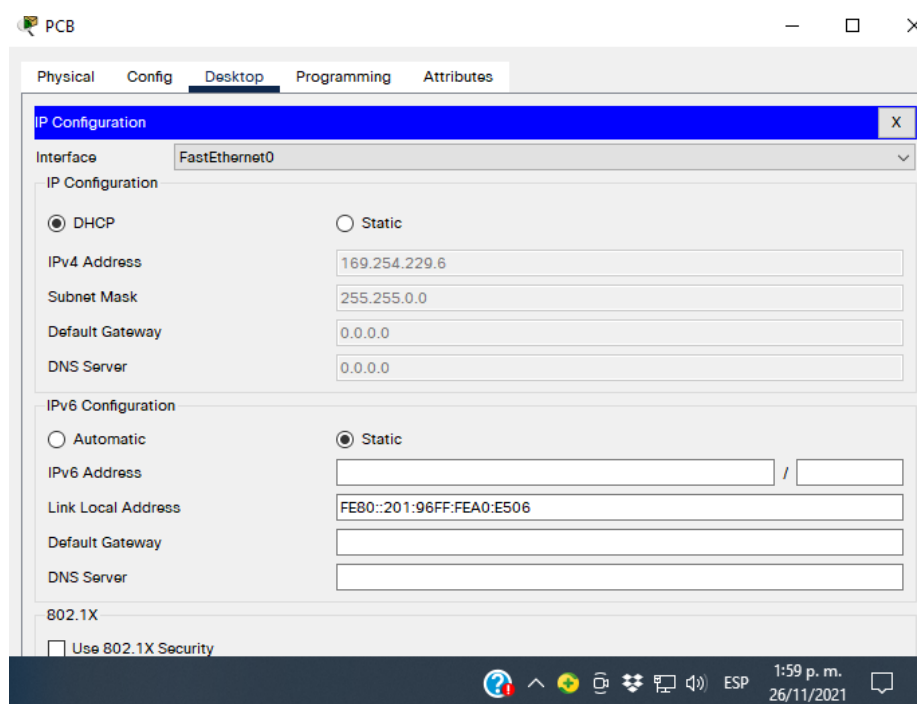 PCB
Physical Config Desktop Programming Attributes
IP Configuration X
Interface FastEthernet0
IP Configuration
DHCP Static
IPv4 Address 169.254.229.6
Subnet Mask 255.255.0.0
Default Gateway 0.0.0.0
DNS Server 0.0.0.0
IPv6 Configuration
Automatic Static
IPv6 Address /
Link Local Address FE80::201:96FF:FEA0:E506
Default Gateway
DNS Server
802.1X
Use 802.1X Security
ESP 1:59 p. m.
26/11/2021